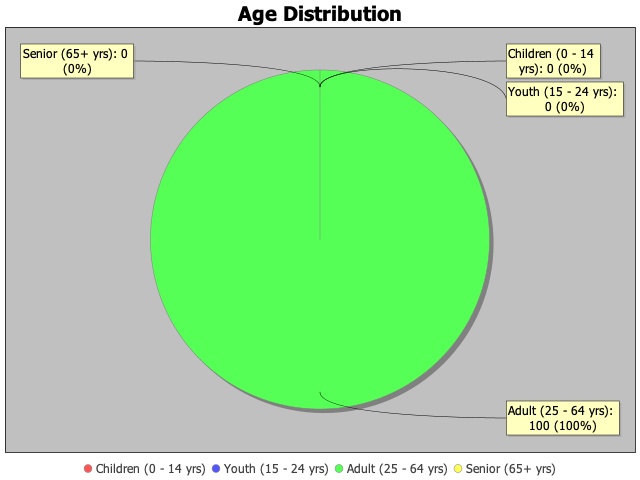 Age Distribution
Senior (65+ yrs): 0
(0%)
Children (0 - 14
yrs): 0 (0%)
Youth (15 - 24 yrs):
0 (0%)
Adult (25 - 64 yrs):
100 (100%)
Children (0 - 14 yrs) Youth (15 - 24 yrs) Adult (25 - 64 yrs) Senior (65+ yrs)